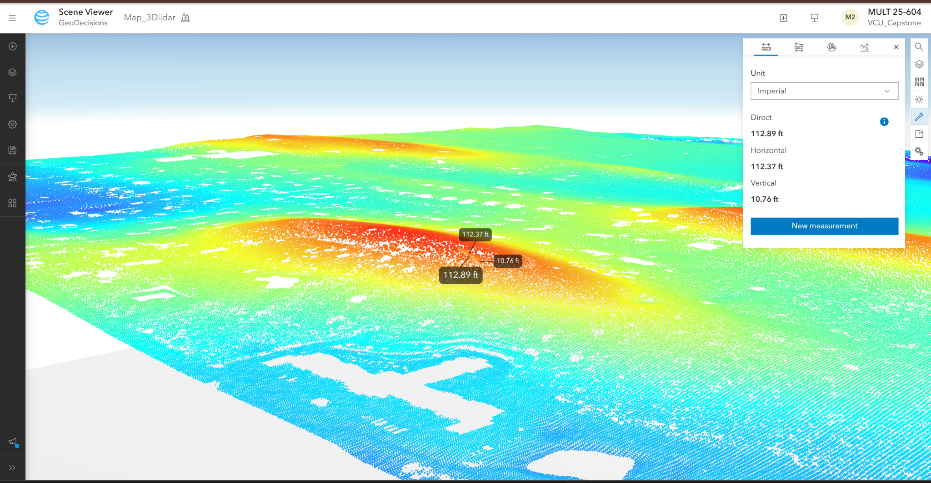 Scene Viewer
GeoDecisions
Map_3Dlidar
M2
MULT 25-604
VCU_Capstone
Unit
Imperial
Direct
112.89 ft
Horizontal
112.37 ft
Vertical
10.76 ft
New measurement
112.37 ft
10.76 ft
112.89 ft